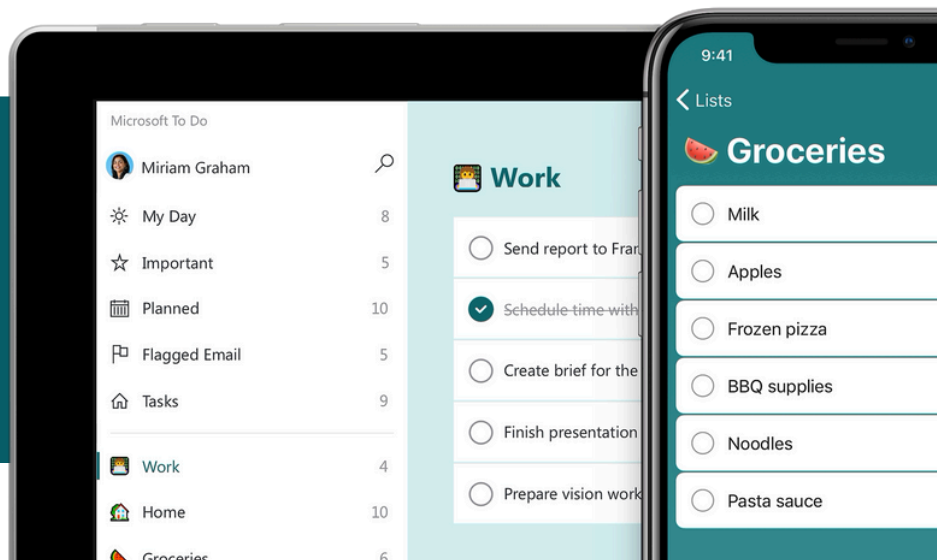 Microsoft To Do
Miriam Graham
My Day 8
Important 5
Planned 10
Flagged Email 5
Tasks 9
Work 4
Home 10
Groceries 6
Work
Send report to
Schedule time with
Create brief for the
Finish presentation
Prepare vision work
9:41
Lists
Groceries
Milk
Apples
Frozen pizza
BBQ supplies
Noodles
Pasta sauce